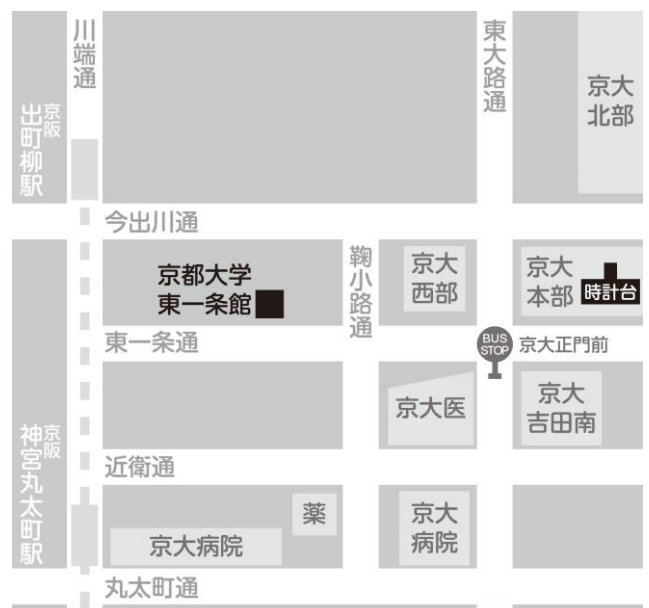 川端通
東大路通
京大
北部
京阪
出町柳駅
今出川通
京都大学
東一条館
鞠小路通
京大
西部
京大
本部
時計台
東一条通
BUS
STOP
京大正門前
京大医
京大
吉田南
京阪
神宮丸太町駅
近衛通
薬
京大病院
京大
病院
丸太町通